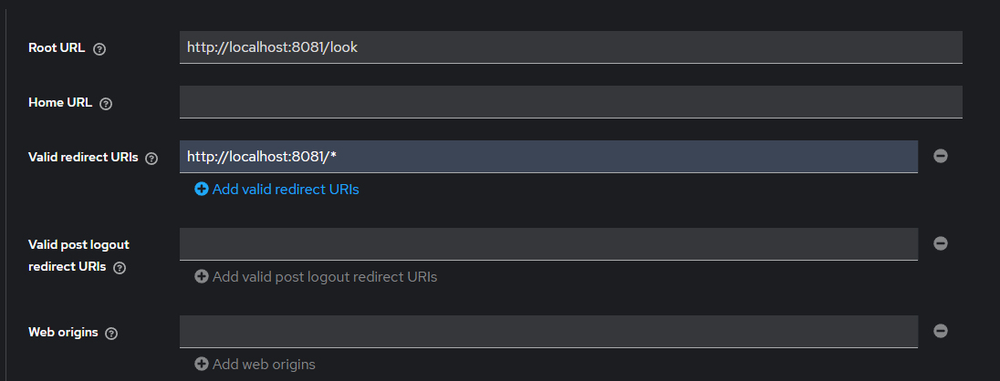 Root URL
http://localhost:8081/look
Home URL
Valid redirect URIs
http://localhost:8081/*
Add valid redirect URIs
Valid post logout
redirect URIs
Add valid post logout redirect URIs
Web origins
Add web origins